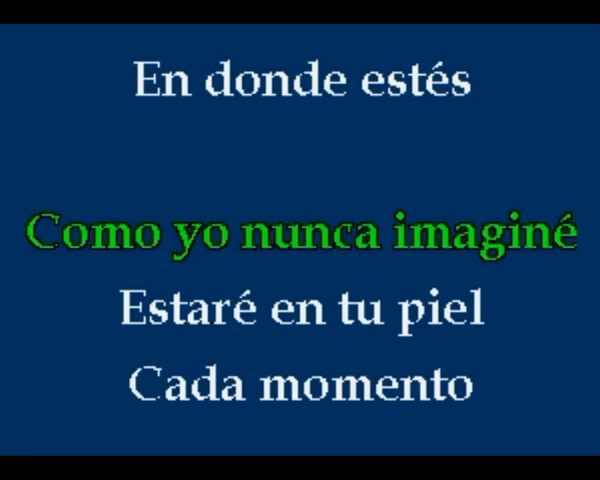 En donde estés
Como yo nunca imaginé
Estaré en tu piel
Cada momento